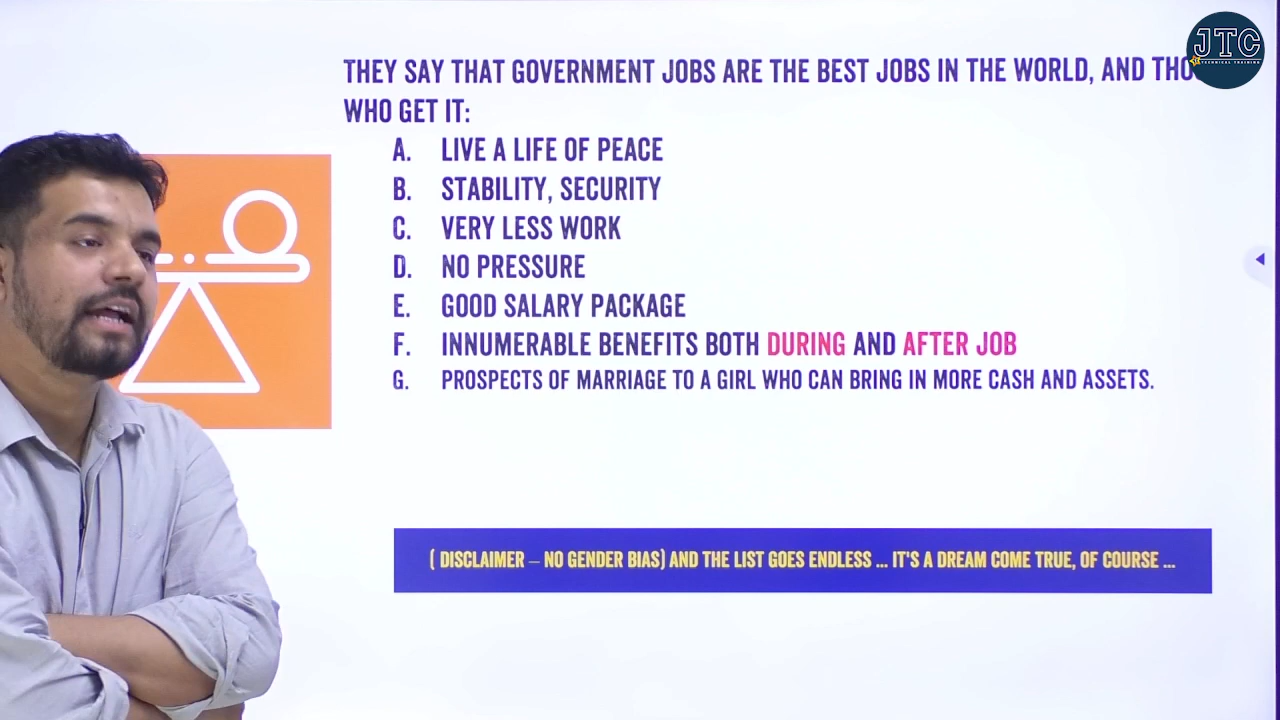 JTC
TECHNICAL TRAINING
THEY SAY THAT GOVERNMENT JOBS ARE THE BEST JOBS IN THE WORLD, AND
WHO GET IT:
A. LIVE A LIFE OF PEACE
B. STABILITY, SECURITY
C. VERY LESS WORK
D. NO PRESSURE
E. GOOD SALARY PACKAGE
F. INNUMERABLE BENEFITS BOTH DURING AND AFTER JOB
G. PROSPECTS OF MARRIAGE TO A GIRL WHO CAN BRING IN MORE CASH AND ASSETS.
( DISCLAIMER – NO GENDER BIAS) AND THE LIST GOES ENDLESS ... IT'S A DREAM COME TRUE, OF COURSE ...